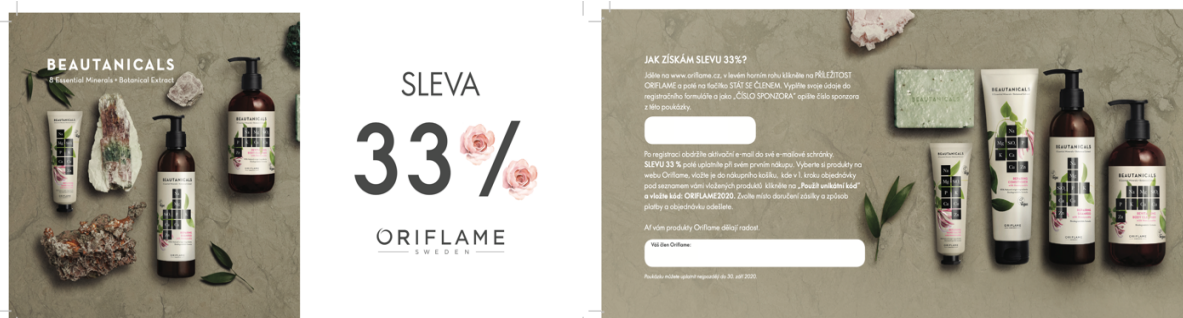 BEAUTANICALS
8 Essential Minerals • Botanical Extract
SLEVA
33%
ORIFLAME
SWEDEN
JAK ZÍSKÁM SLEVU 33%?
Jděte na www.oriflame.cz, v levém horním rohu klikněte na PŘÍLEŽITOST
ORIFLAME a poté na tlačítko STÁT SE ČLENEM. Vyplňte svoje údaje do
registračního formuláře a jako „ČÍSLO SPONZORA" opište číslo sponzora
z této poukázky.
Po registraci obdržíte aktivační e-mail do své e-mailové schránky.
SLEVU 33 % poté uplatníte při svém prvním nákupu. Vyberte si produkty na
webu Oriflame, vložte je do nákupního košíku, kde v 1. kroku objednávky
pod seznamem vámi vložených produktů klikněte na „Použít unikátní kód"
a vložte kód: ORIFLAME2020. Zvolte místo doručení zásilky a způsob
platby a objednávku odešlete.
Ať vám produkty Oriflame dělají radost.
Váš člen Oriflame:
Poukázku můžete uplatnit nejpozději do 30. září 2020.
BEAUTANICALS
BEAUTANICALS
BEAUTANICALS
BEAUTANICALS
BEAUTANICALS